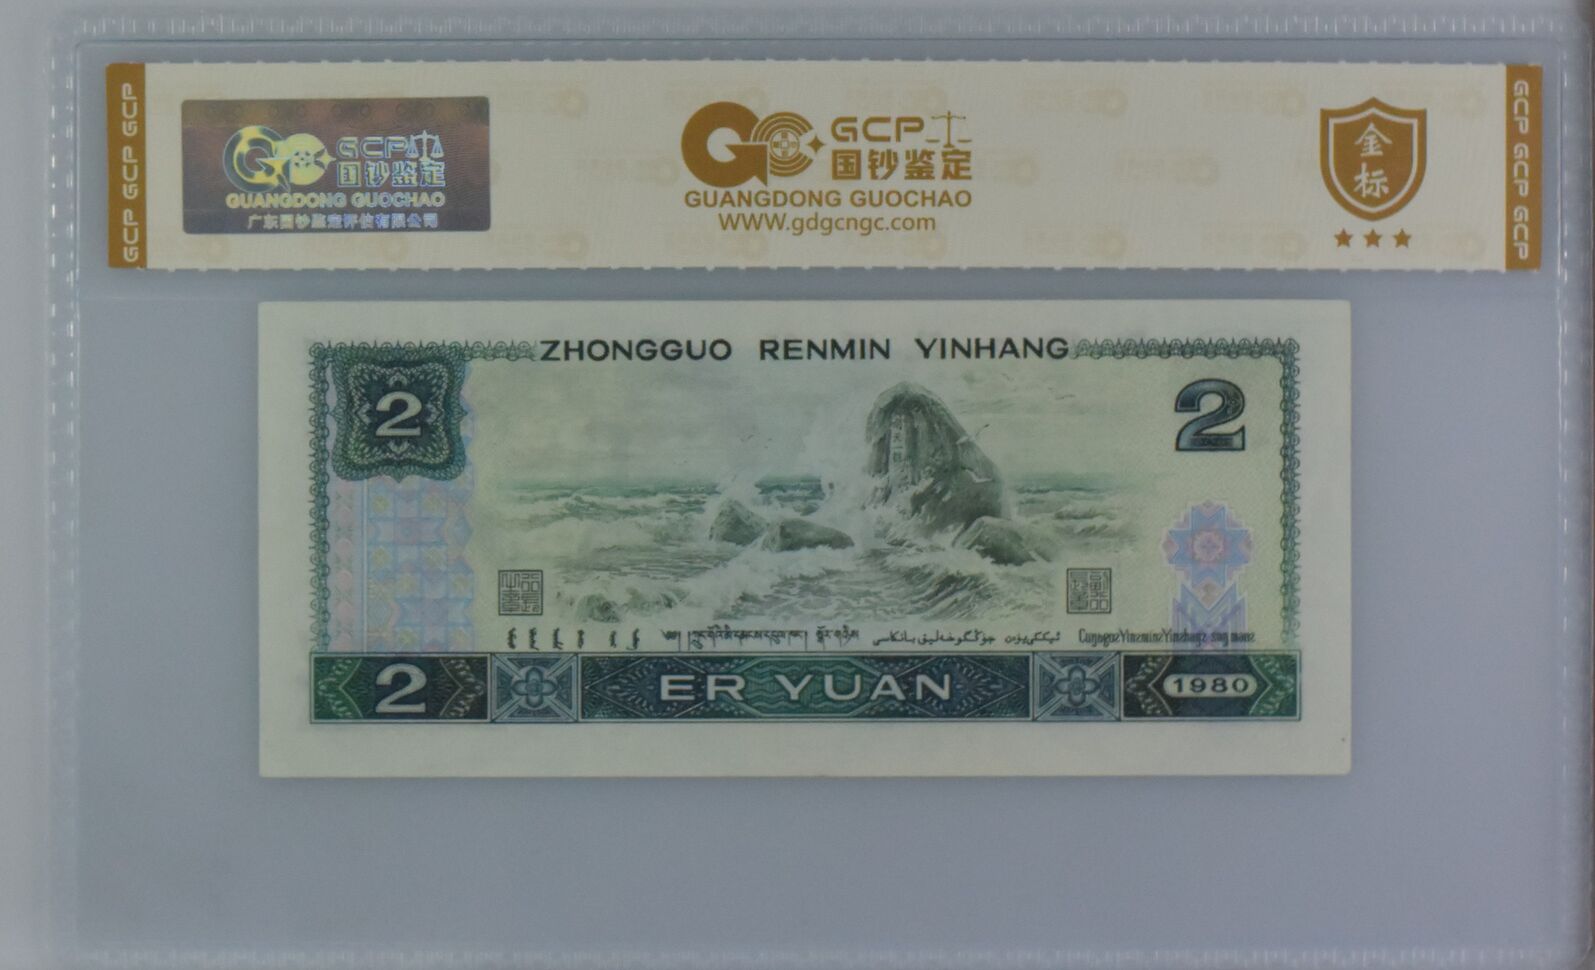 GCP GCP GCP
GCP
国钞鉴定
GUANGDONG GUOCHAO
广东国钞鉴定评估有限公司
GCP
国钞鉴定
GUANGDONG GUOCHAO
WWW.gdgcngc.com
金标
GCP GCP GCP
ZHONGGUO RENMIN YINHANG
2
2
2
ER YUAN
1980